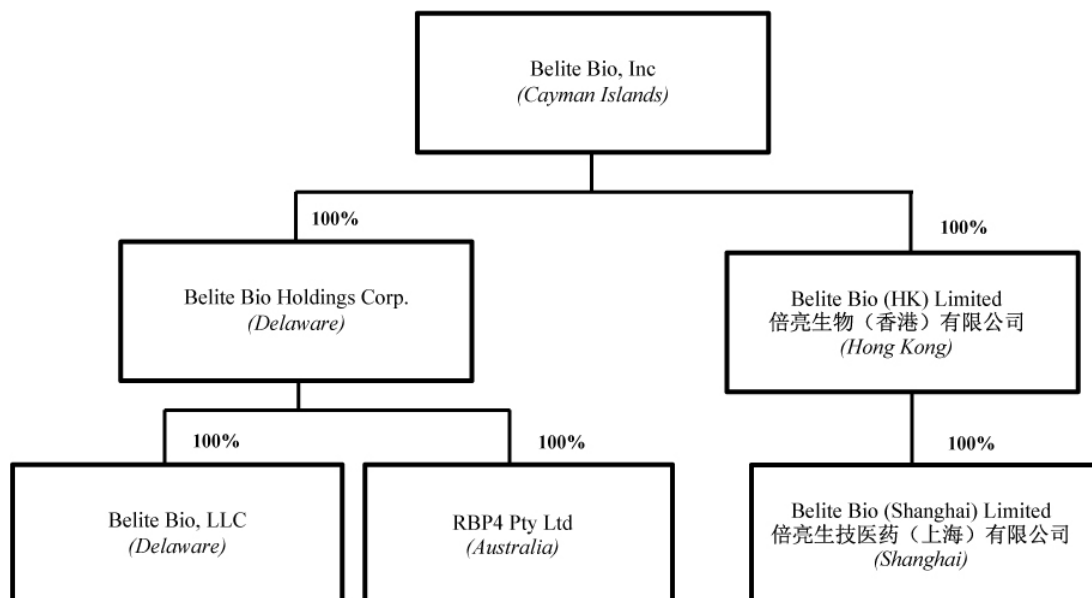 Belite Bio, Inc
(Cayman Islands)
100%
100%
Belite Bio Holdings Corp.
(Delaware)
Belite Bio (HK) Limited
倍亮生物（香港）有限公司
(Hong Kong)
100%
100%
100%
Belite Bio, LLC
(Delaware)
RBP4 Pty Ltd
(Australia)
Belite Bio (Shanghai) Limited
倍亮生技医药（上海）有限公司
(Shanghai)